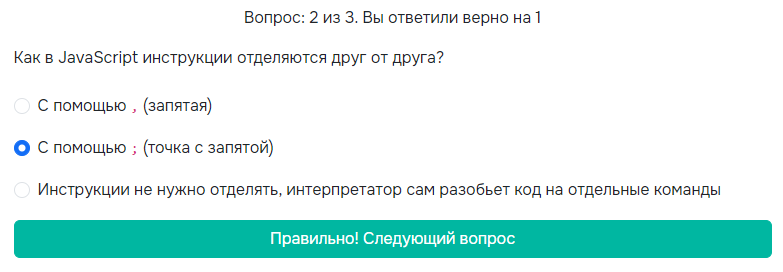 Вопрос: 2 из 3. Вы ответили верно на 1
Как в JavaScript инструкции отделяются друг от друга?
С помощью , (запятая)
С помощью ; (точка с запятой)
Инструкции не нужно отделять, интерпретатор сам разобьет код на отдельные команды
Правильно! Следующий вопрос